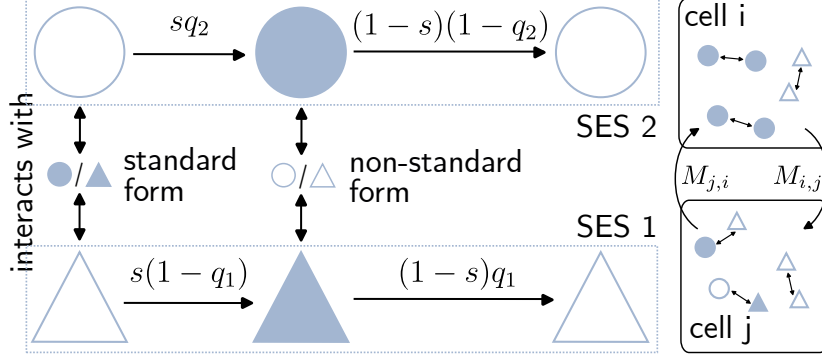 sq₂
(1 − s)(1 − q₂)
cell i
SES 2
interacts with
/
standard
form
/
non-standard
form
M_{j,i}
M_{i,j}
SES 1
s(1 − q₁)
(1 − s)q₁
cell j